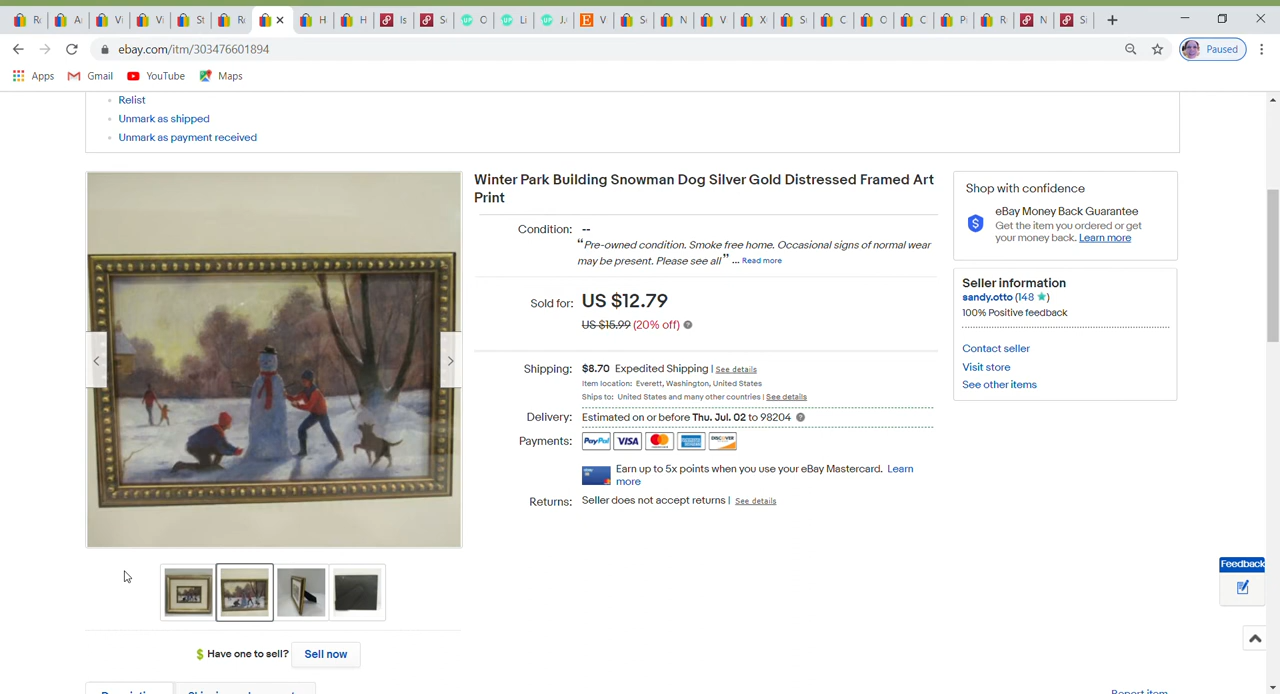 ebay.com/itm/303476601894
Paused
Apps
Gmail
YouTube
Maps
Relist
Unmark as shipped
Unmark as payment received
Winter Park Building Snowman Dog Silver Gold Distressed Framed Art
Print
Condition: --
“Pre-owned condition. Smoke free home. Occasional signs of normal wear
may be present. Please see all” ... Read more
Sold for: US $12.79
US $15.99 (20% off)
Shipping: $8.70 Expedited Shipping | See details
Item location: Everett, Washington, United States
Ships to: United States and many other countries | See details
Delivery: Estimated on or before Thu. Jul. 02 to 98204
Payments: PayPal VISA
Earn up to 5x points when you use your eBay Mastercard. Learn
more
Returns: Seller does not accept returns | See details
Shop with confidence
eBay Money Back Guarantee
Get the item you ordered or get
your money back. Learn more
Seller information
sandy.otto (148)
100% Positive feedback
Contact seller
Visit store
See other items
Feedback
Have one to sell? Sell now
Report item